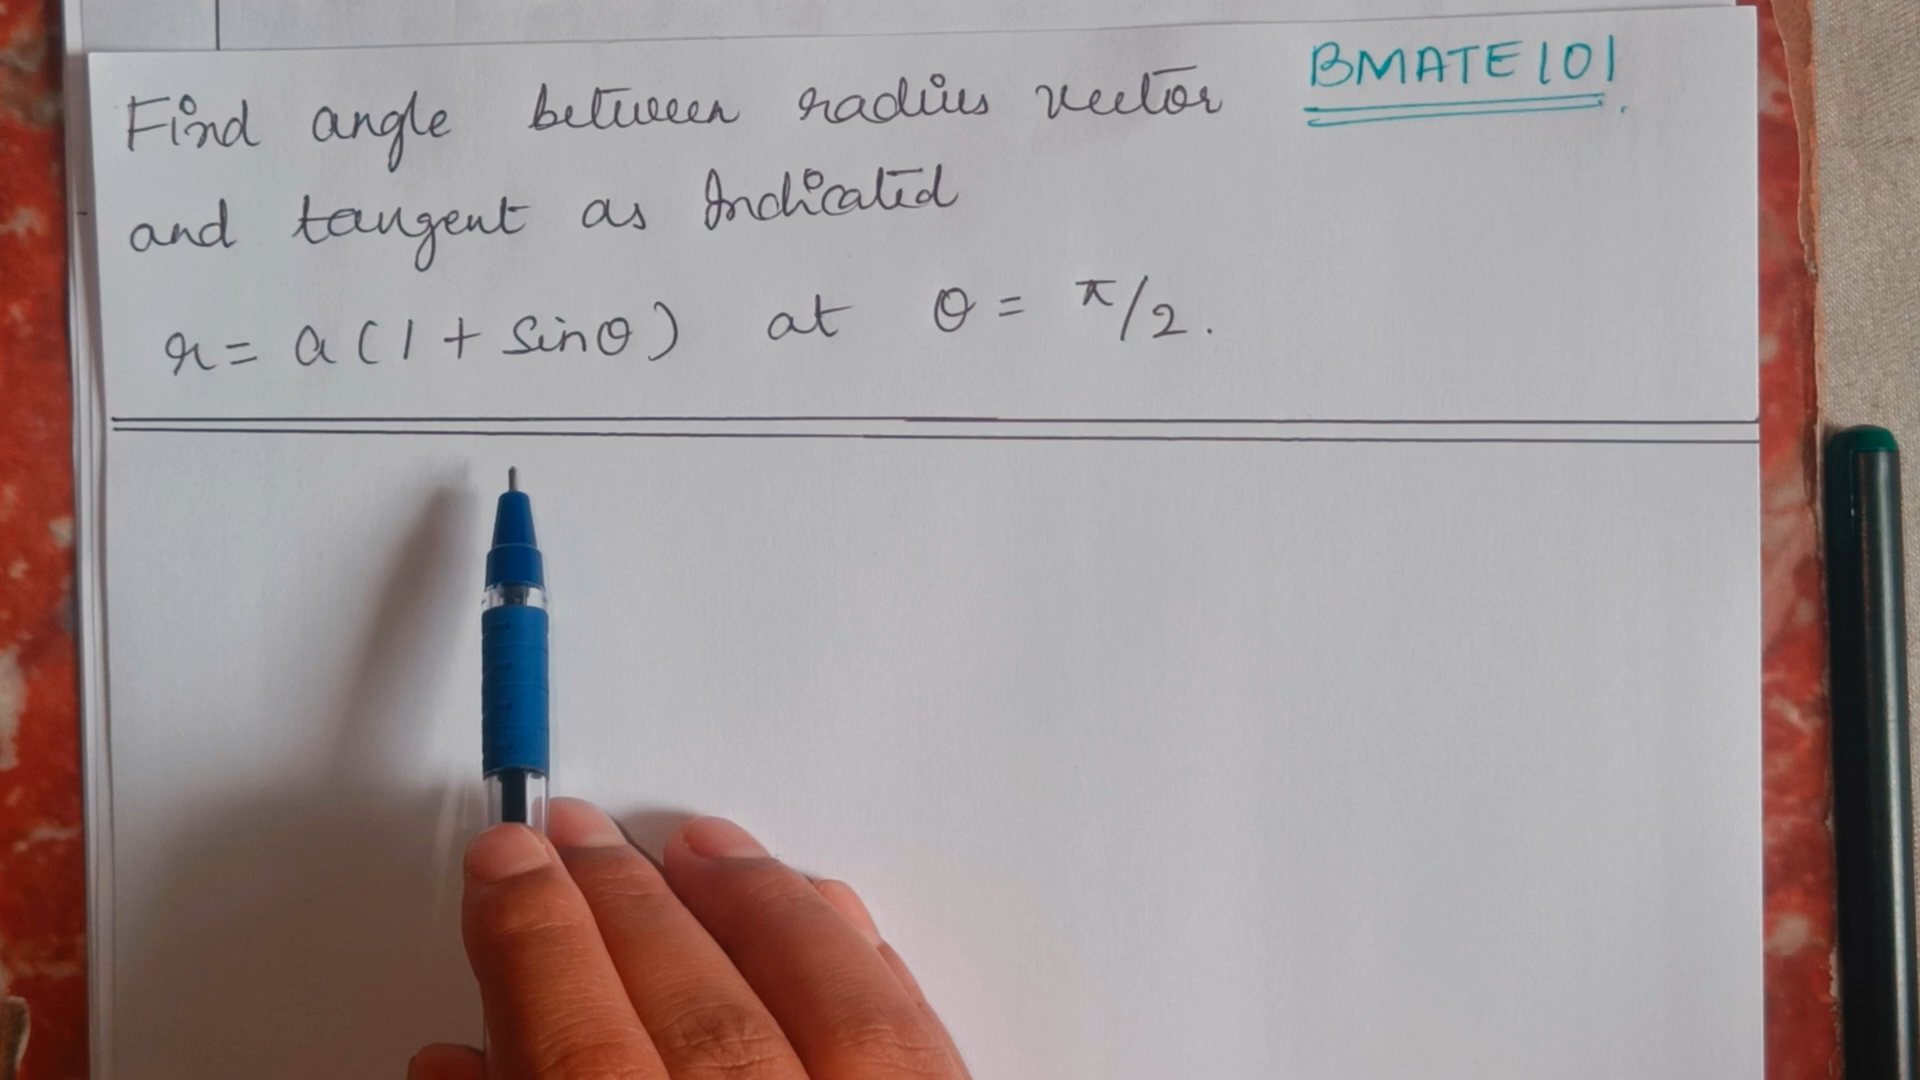 Find angle between radius vector BMATE101.
and tangent as Indicated
r = a(1 + Sinθ) at θ = π/2.